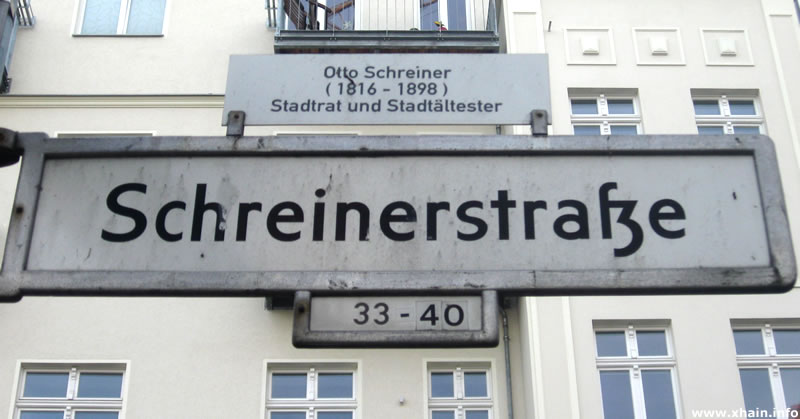 Otto Schreiner
( 1816 - 1898 )
Stadtrat und Stadtältester
Schreinerstraße
33 - 40
www.xhain.info